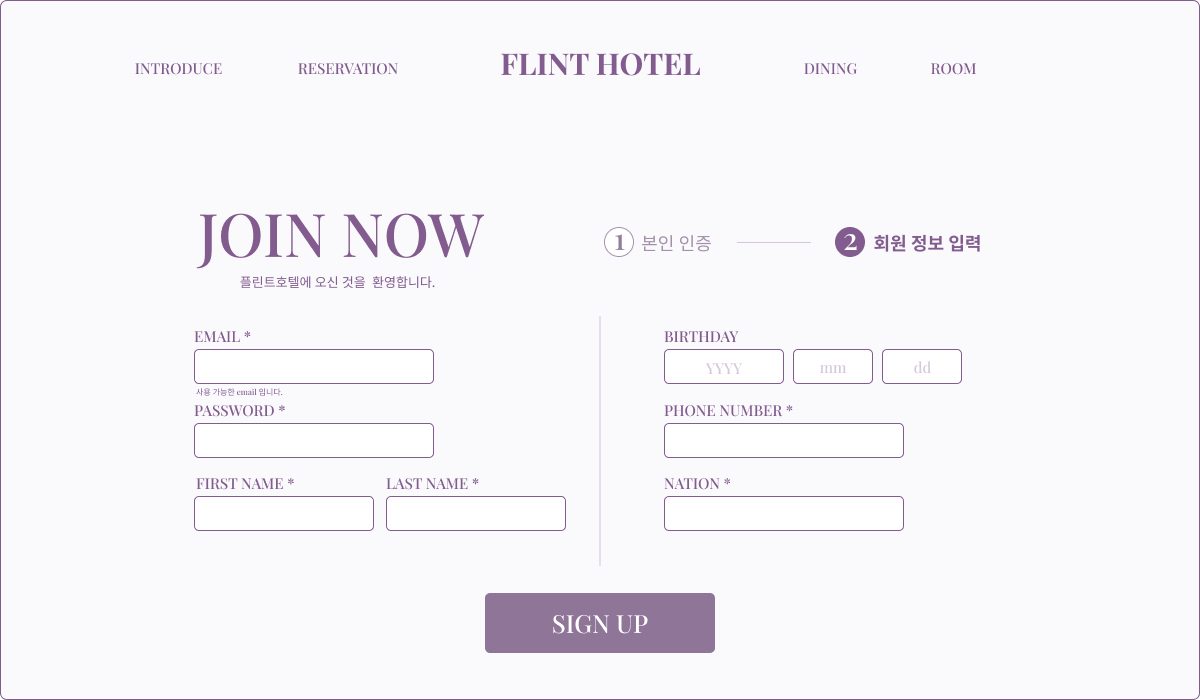 INTRODUCE RESERVATION FLINT HOTEL DINING ROOM
JOIN NOW
플린트호텔에 오신 것을 환영합니다.
1 본인 인증 2 회원 정보 입력
EMAIL *
사용 가능한 email 입니다.
PASSWORD *
FIRST NAME * LAST NAME *
BIRTHDAY
YYYY mm dd
PHONE NUMBER *
NATION *
SIGN UP